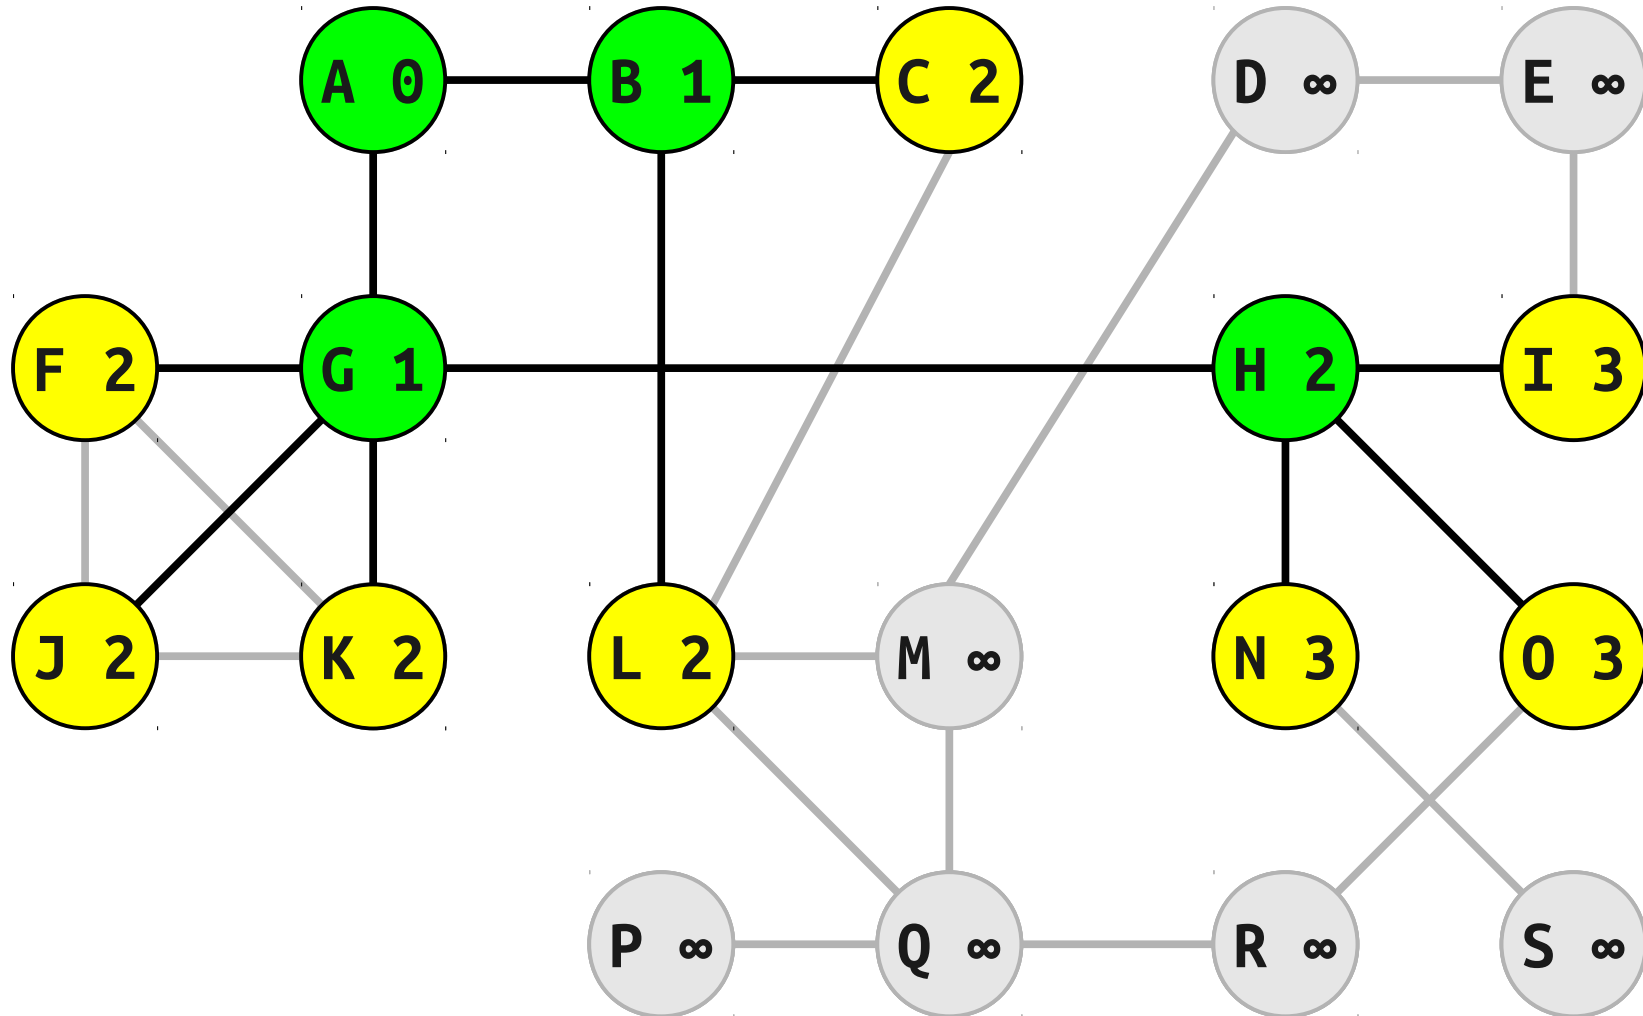 A 0 B 1 C 2 D ∞ E ∞
F 2 G 1 H 2 I 3
J 2 K 2 L 2 M ∞ N 3 O 3
P ∞ Q ∞ R ∞ S ∞